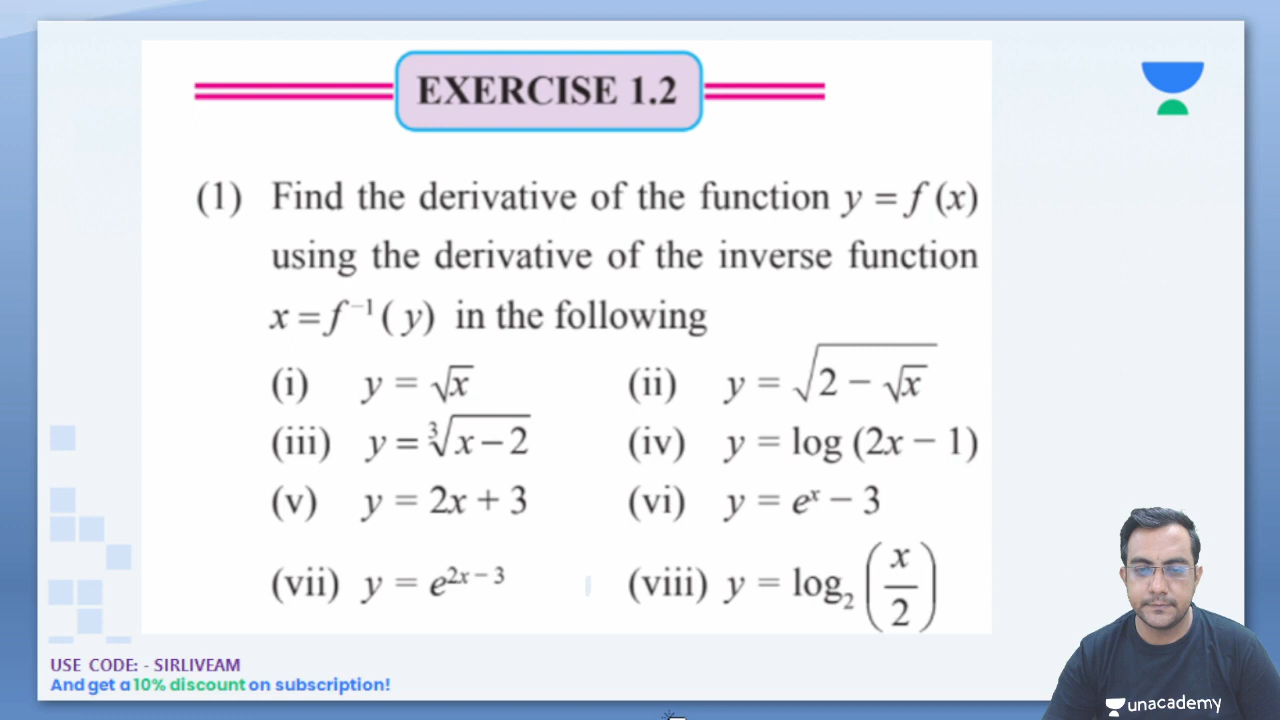 EXERCISE 1.2
(1) Find the derivative of the function y = f (x)
using the derivative of the inverse function
x = f ⁻¹ ( y) in the following
(i) y = √x (ii) y = √(2 − √x)
(iii) y = ∛(x − 2) (iv) y = log (2x − 1)
(v) y = 2x + 3 (vi) y = eˣ − 3
(vii) y = e²ˣ⁻³ (viii) y = log₂ (x/2)
USE CODE: - SIRLIVEAM
And get a 10% discount on subscription!
unacademy